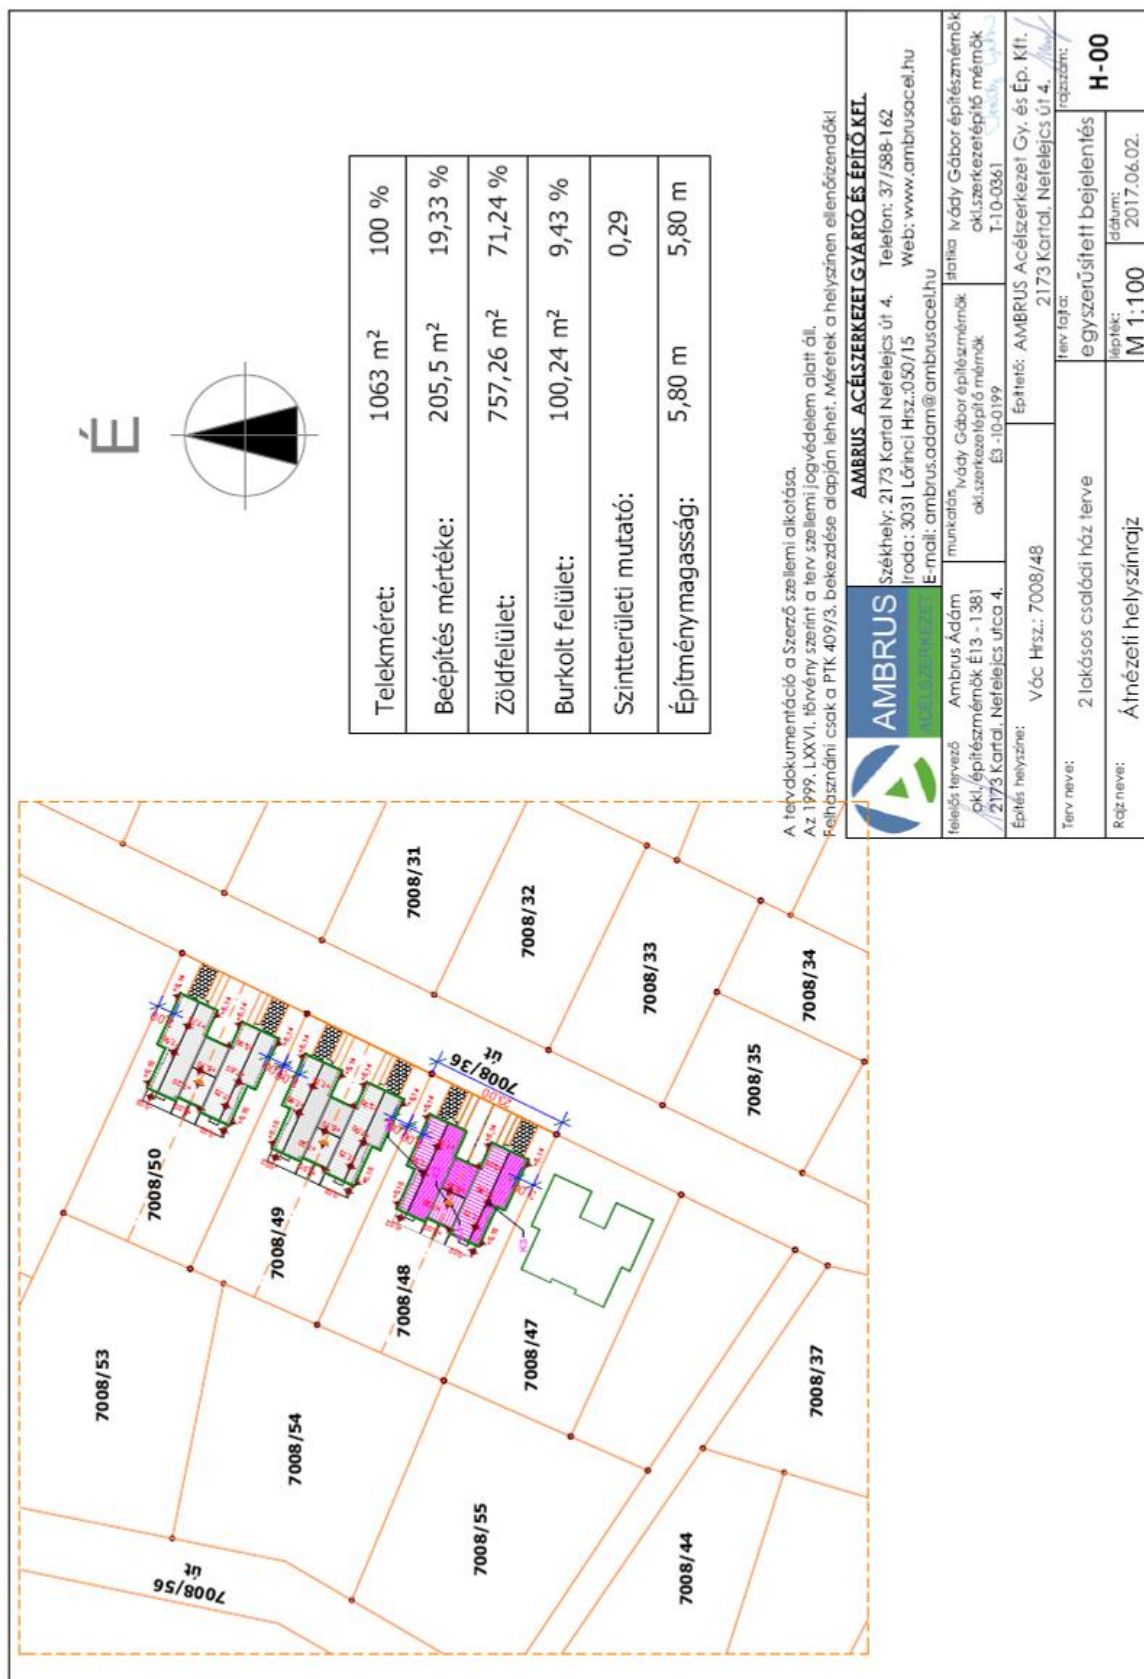 É
Telekméret: 1063 m² 100 %
Beépítés mértéke: 205,5 m² 19,33 %
Zöldfelület: 757,26 m² 71,24 %
Burkolt felület: 100,24 m² 9,43 %
Szintterületi mutató: 0,29
Építménymagasság: 5,80 m 5,80 m
7008/53
7008/50
7008/31
7008/54
7008/49
7008/32
7008/56
út
7008/48
7008/36
út
23,00
7008/33
7008/55
7008/47
K3
7008/35
7008/34
7008/44
7008/37
A tervdokumentáció a Szerző szellemi alkotása.
Az 1999. LXXVI. törvény szerint a terv szellemi jogvédelem alatt áll.
Felhasználni csak a PTK 409/3. bekezdése alapján lehet. Méretek a helyszínen ellenőrizendők!
AMBRUS
ACÉLSZERKEZET
AMBRUS ACÉLSZERKEZET GYÁRTÓ ÉS ÉPÍTŐ KFT.
Székhely: 2173 Kartal Nefelejcs út 4. Telefon: 37/588-162
Iroda: 3031 Lőrinci Hrsz.:050/15 Web: www.ambrusacel.hu
E-mail: ambrus.adam@ambrusacel.hu
felelős tervező Ambrus Ádám
okl. építészmérnök É13 - 1381
2173 Kartal, Nefelejcs utca 4.
munkatárs Ivády Gábor építészmérnök
okl.szerkezetépítő mérnök
É3 -10-0199
statika Ivády Gábor építészmérnök
okl.szerkezetépítő mérnök
T-10-0361
Építés helyszíne: Vác Hrsz.: 7008/48
Építtető: AMBRUS Acélszerkezet Gy. és Ép. Kft.
2173 Kartal, Nefelejcs út 4.
Terv neve: 2 lakásos családi ház terve
terv fajta: egyszerűsített bejelentés
rajzszám: H-00
Rajz neve: Átnézeti helyszínrajz
lépték: M 1:100
dátum: 2017.06.02.